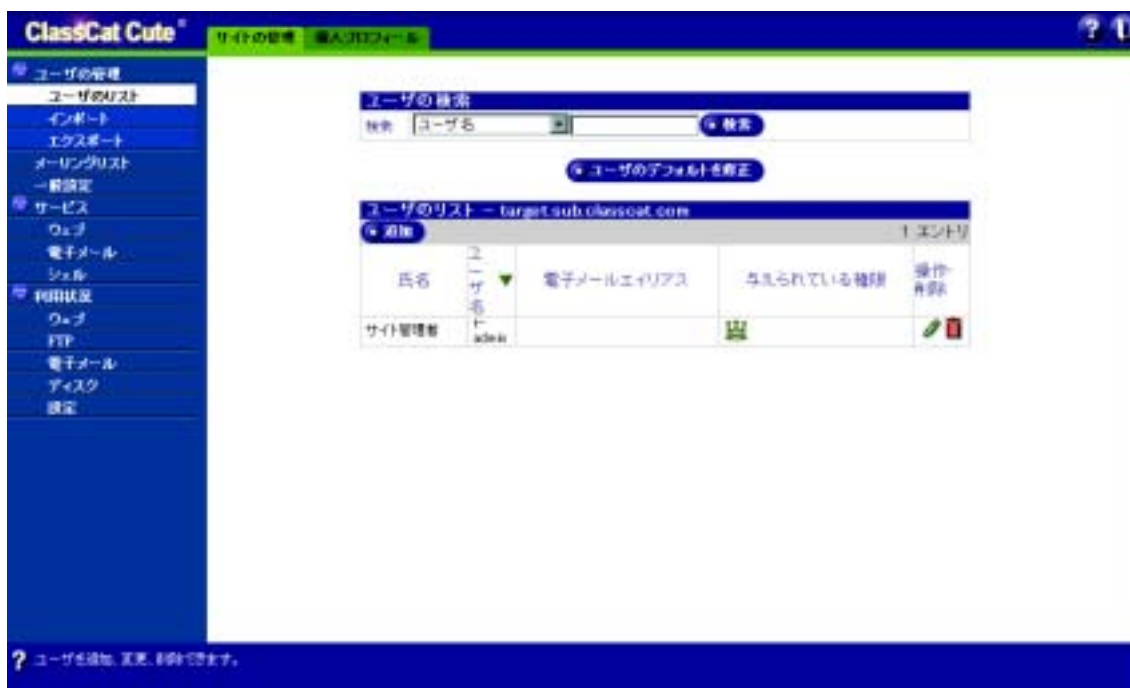 ClassCat Cute
サイトの管理 個人プロフィール
ユーザの管理
ユーザのリスト
インポート
エクスポート
メーリングリスト
一般設定
サービス
ウェブ
電子メール
シェル
利用状況
ウェブ
FTP
電子メール
ディスク
設定
ユーザの検索
検索 ユーザ名 検索
ユーザのデフォルトを修正
ユーザのリスト - target.sub.classcat.com
追加 1 エントリ
氏名 ユーザ名 電子メールエイリアス 与えられている権限 操作・削除
サイト管理者 admin
? ユーザを追加、変更、削除できます。